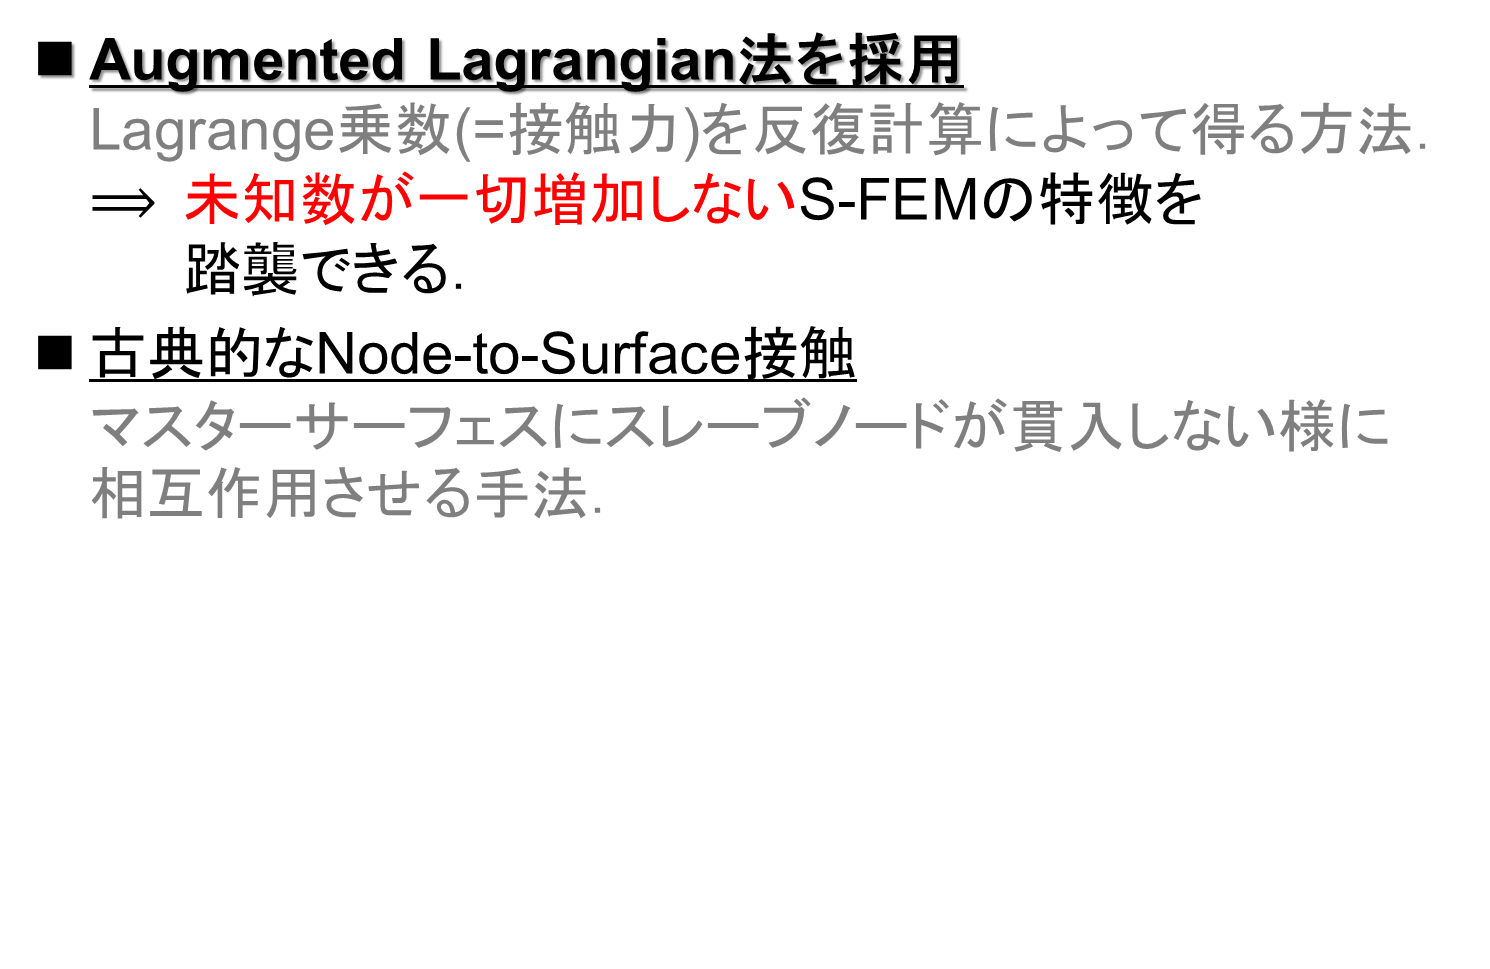 ■ Augmented Lagrangian法を採用
Lagrange乗数(=接触力)を反復計算によって得る方法.
⟹ 未知数が一切増加しないS-FEMの特徴を
踏襲できる.
■ 古典的なNode-to-Surface接触
マスターサーフェスにスレーブノードが貫入しない様に
相互作用させる手法.